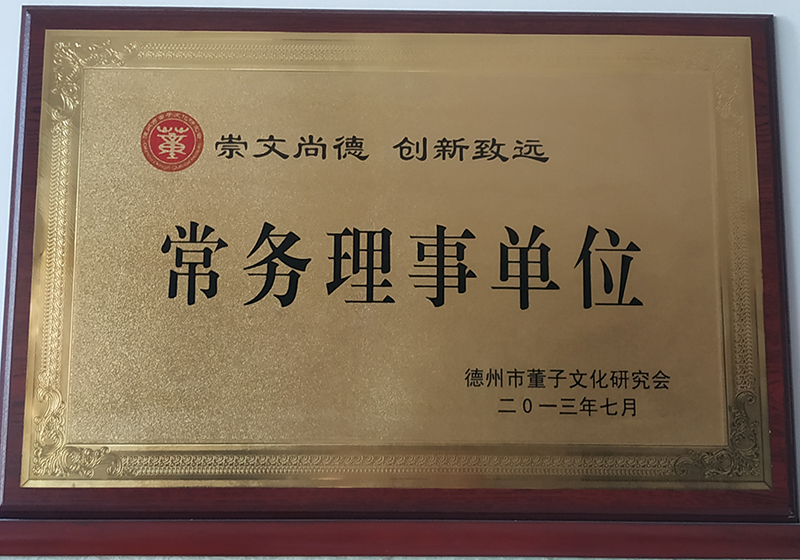 崇文尚德 创新致远
常务理事单位
德州市董子文化研究会
二0一三年七月